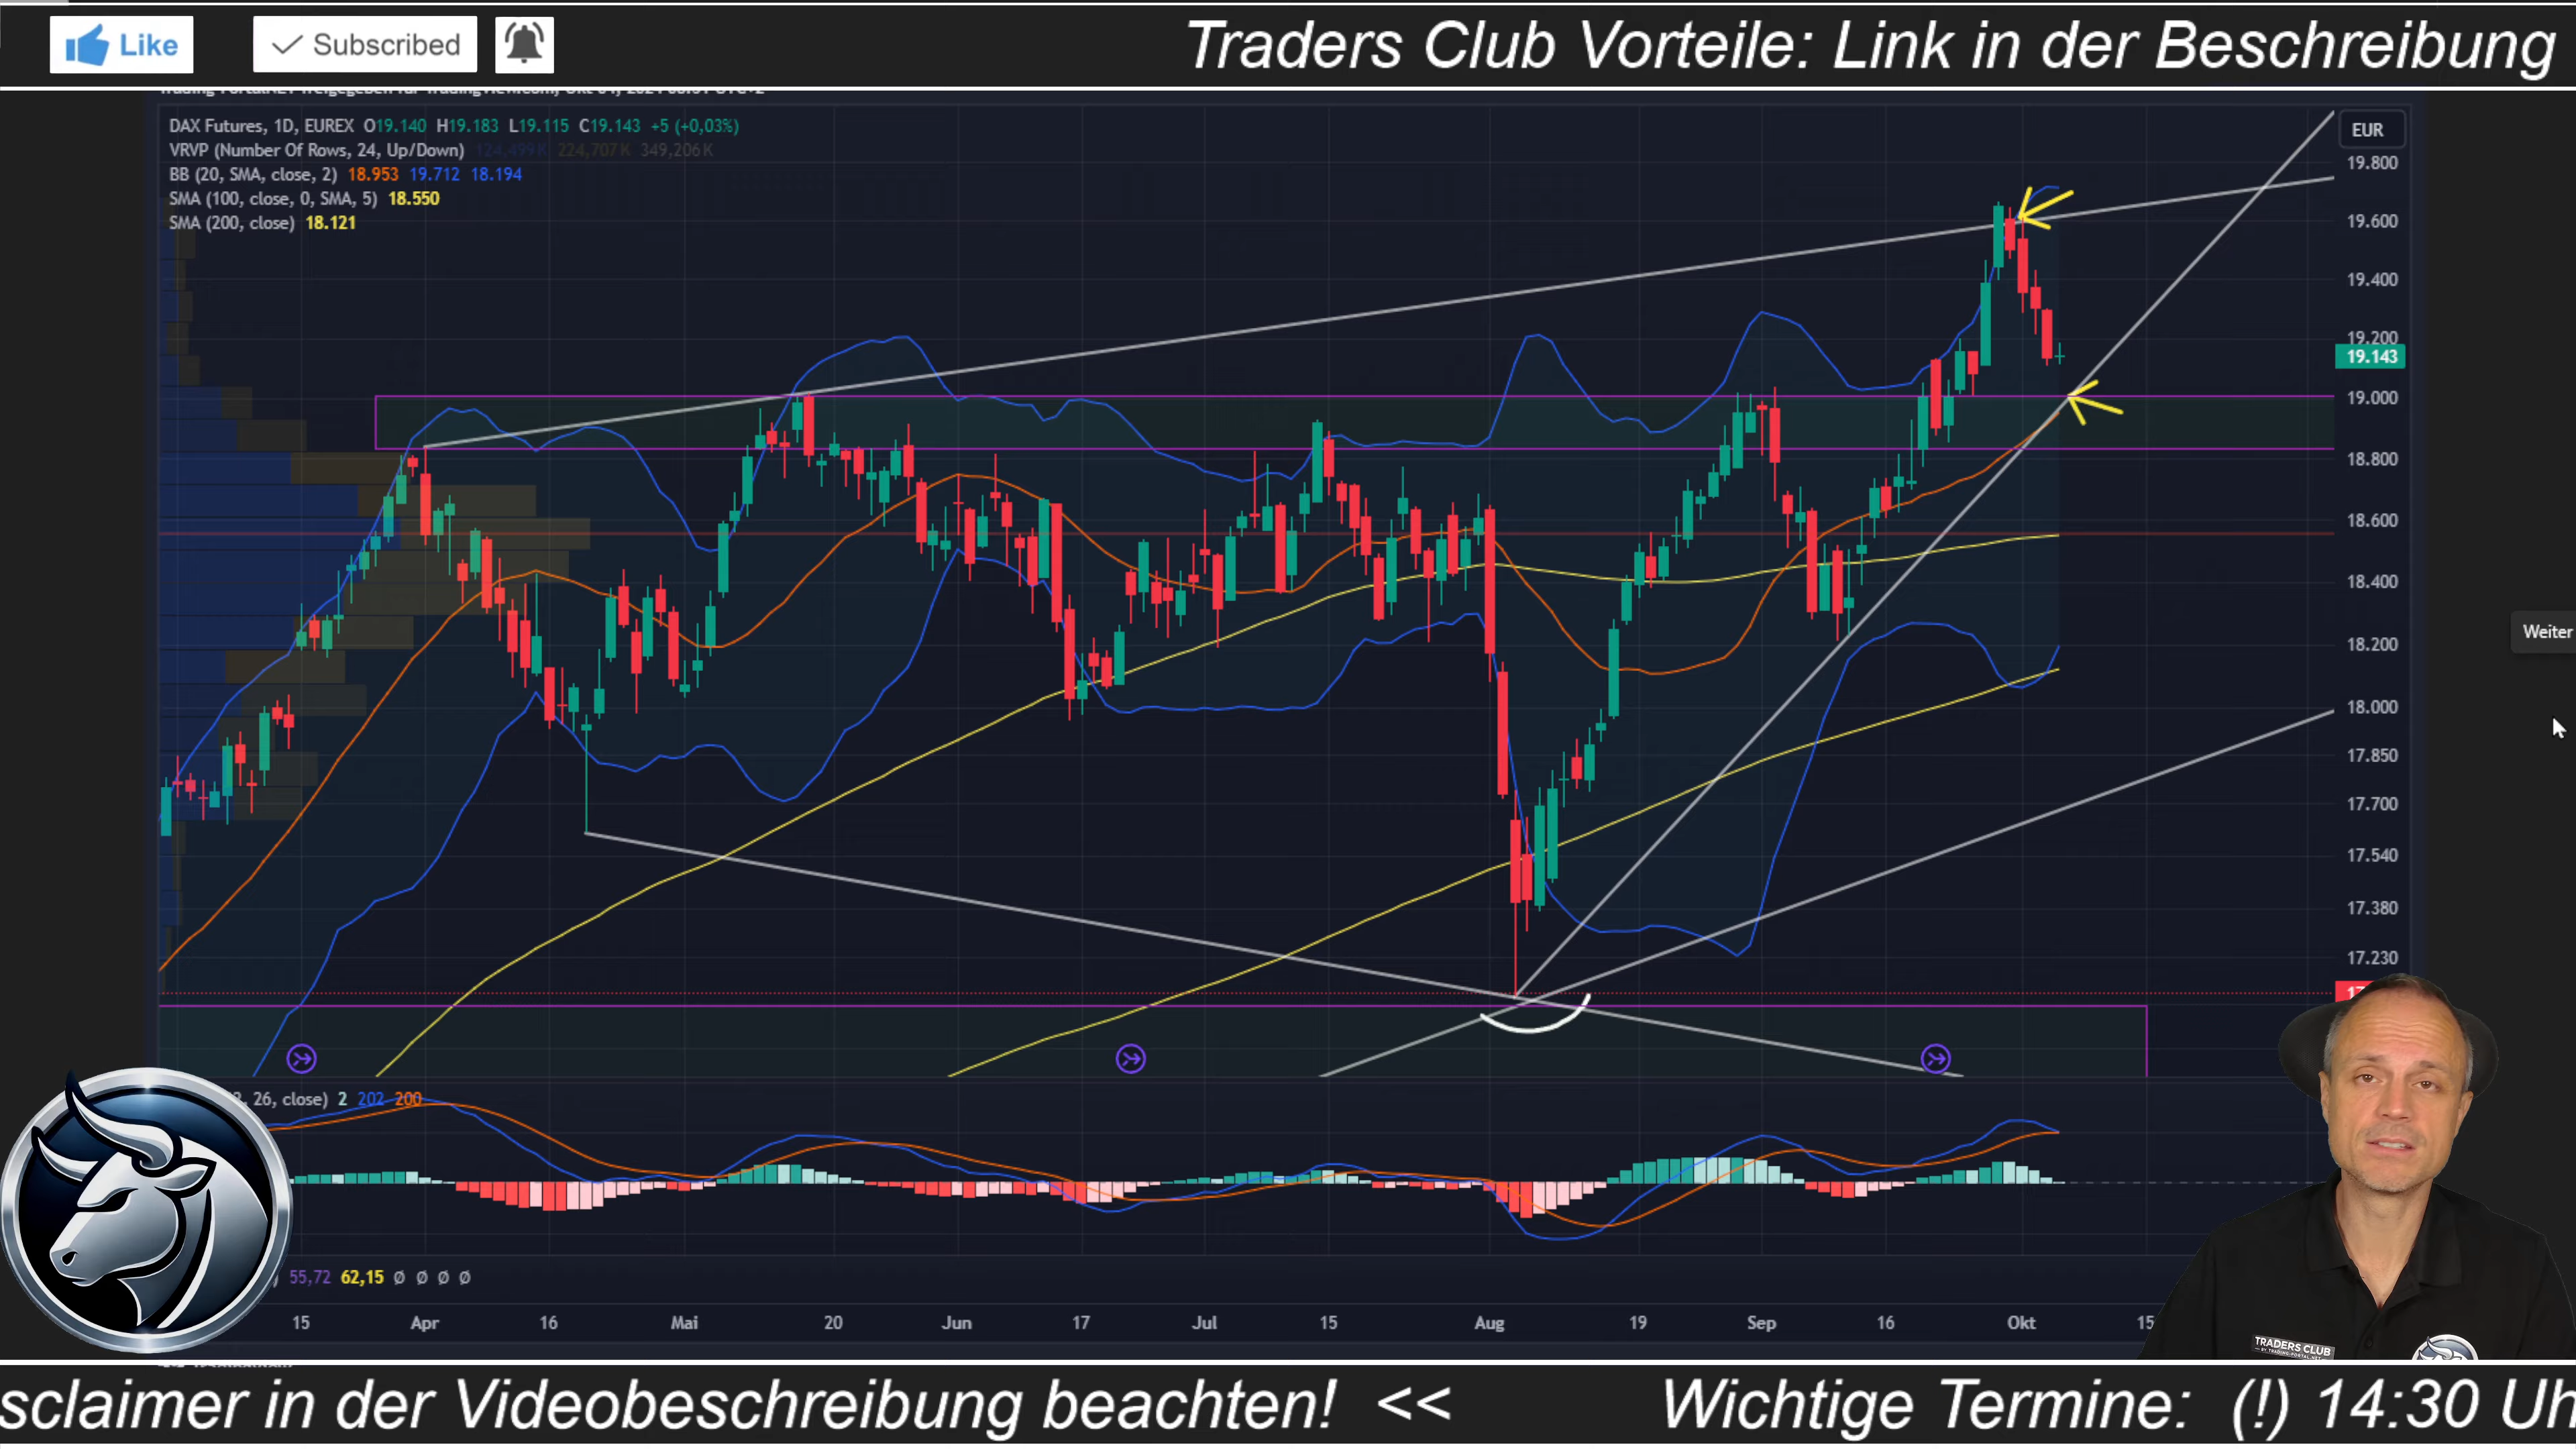 Like
Subscribed
Traders Club Vorteile: Link in der Beschreibung
DAX Futures, 1D, EUREX O19.140 H19.183 L19.115 C19.143 +5 (+0,03%)
VRVP (Number Of Rows, 24, Up/Down) 124,499K 224,707K 349,206K
BB (20, SMA, close, 2) 18.953 19.712 18.194
SMA (100, close, 0, SMA, 5) 18.550
SMA (200, close) 18.121
EUR
19.800
19.600
19.400
19.200
19.143
19.000
18.800
18.600
18.400
18.200
18.000
17.850
17.700
17.540
17.380
17.230
Weiter
26, close) 2 202 200
55,72 62,15 Ø Ø Ø Ø
15 Apr 16 Mai 20 Jun 17 Jul 15 Aug 19 Sep 16 Okt 15
TRADERS CLUB
sclaimer in der Videobeschreibung beachten! << Wichtige Termine: (!) 14:30 Uh